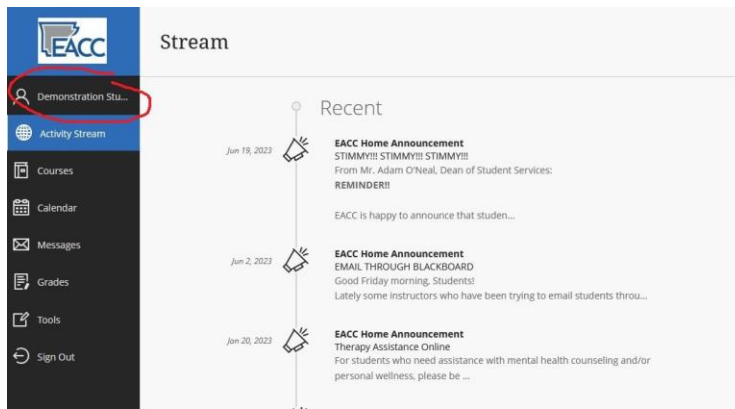 EACC
Stream
Demonstration Stu...
Activity Stream
Courses
Calendar
Messages
Grades
Tools
Sign Out
Recent
Jun 19, 2023
EACC Home Announcement
STIMMY!!! STIMMY!!! STIMMY!!!
From Mr. Adam O'Neal, Dean of Student Services:
REMINDER!!
EACC is happy to announce that studen...
Jun 2, 2023
EACC Home Announcement
EMAIL THROUGH BLACKBOARD
Good Friday morning, Students!
Lately some instructors who have been trying to email students throu...
Jan 20, 2023
EACC Home Announcement
Therapy Assistance Online
For students who need assistance with mental health counseling and/or
personal wellness, please be ...